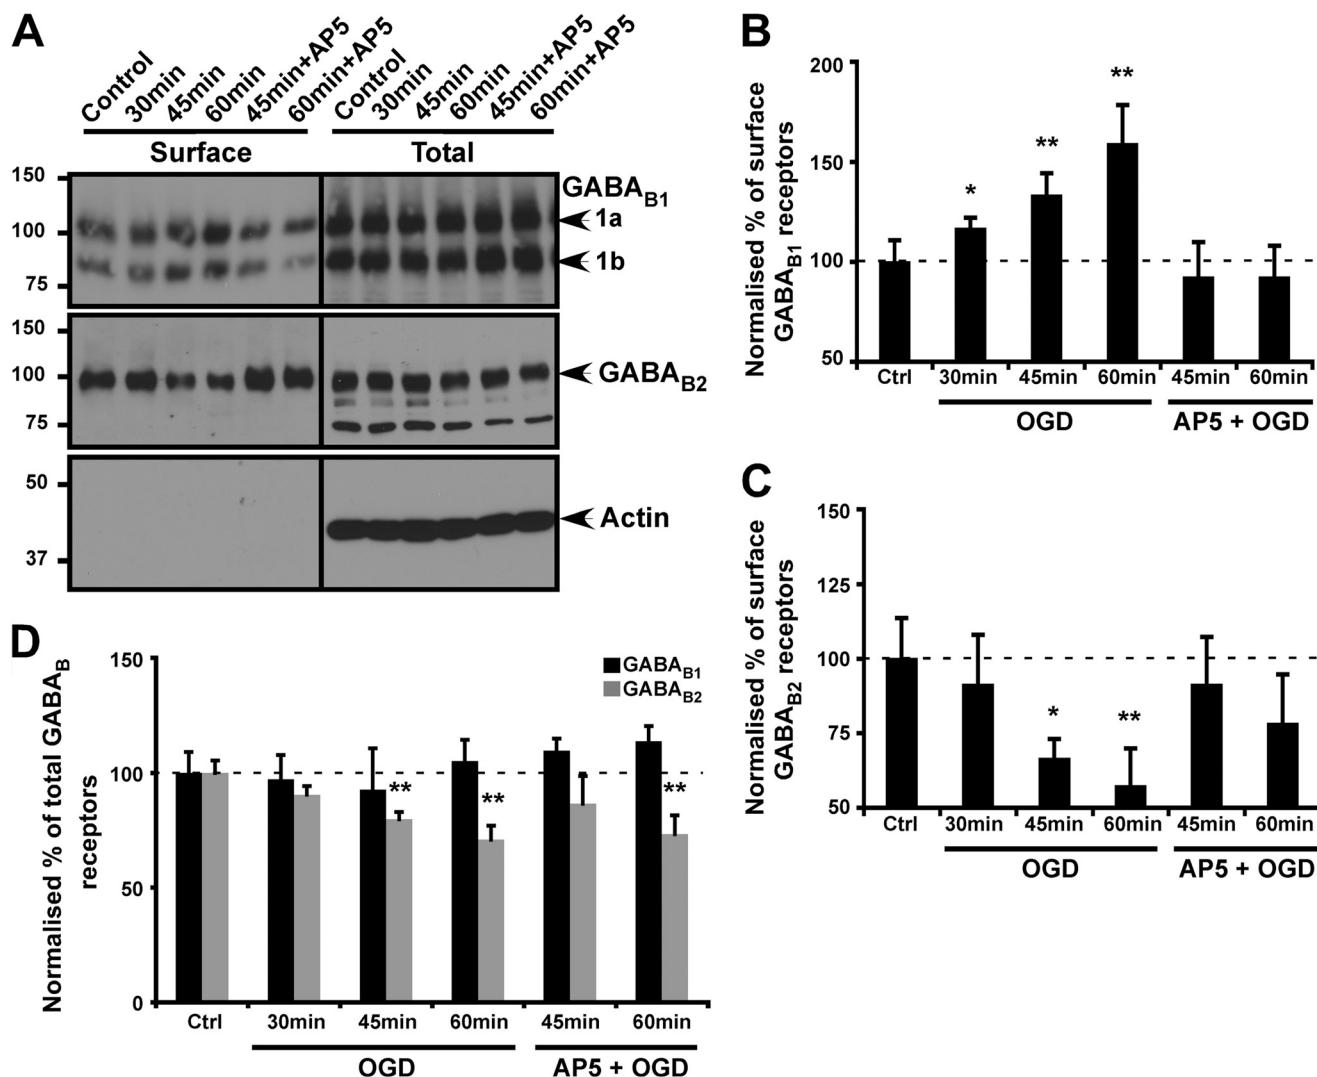 A
Control 30min 45min 60min 45min+AP5 60min+AP5 Control 30min 45min 60min 45min+AP5 60min+AP5
Surface Total
150
100
75
GABAB1
1a
1b
150
100
75
GABAB2
50
37
Actin
B
Normalised % of surface
GABAB1 receptors
200
150
100
50
Ctrl 30min 45min 60min 45min 60min
OGD AP5 + OGD
* ** **
C
Normalised % of surface
GABAB2 receptors
150
125
100
75
50
* **
Ctrl 30min 45min 60min 45min 60min
OGD AP5 + OGD
D
Normalised % of total GABAB
receptors
150
100
50
0
GABAB1
GABAB2
** ** **
Ctrl 30min 45min 60min 45min 60min
OGD AP5 + OGD